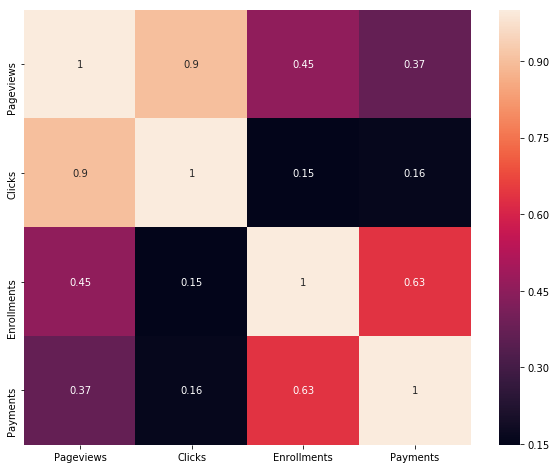 Pageviews 1 0.9 0.45 0.37
Clicks 0.9 1 0.15 0.16
Enrollments 0.45 0.15 1 0.63
Payments 0.37 0.16 0.63 1
Pageviews Clicks Enrollments Payments
0.90
0.75
0.60
0.45
0.30
0.15